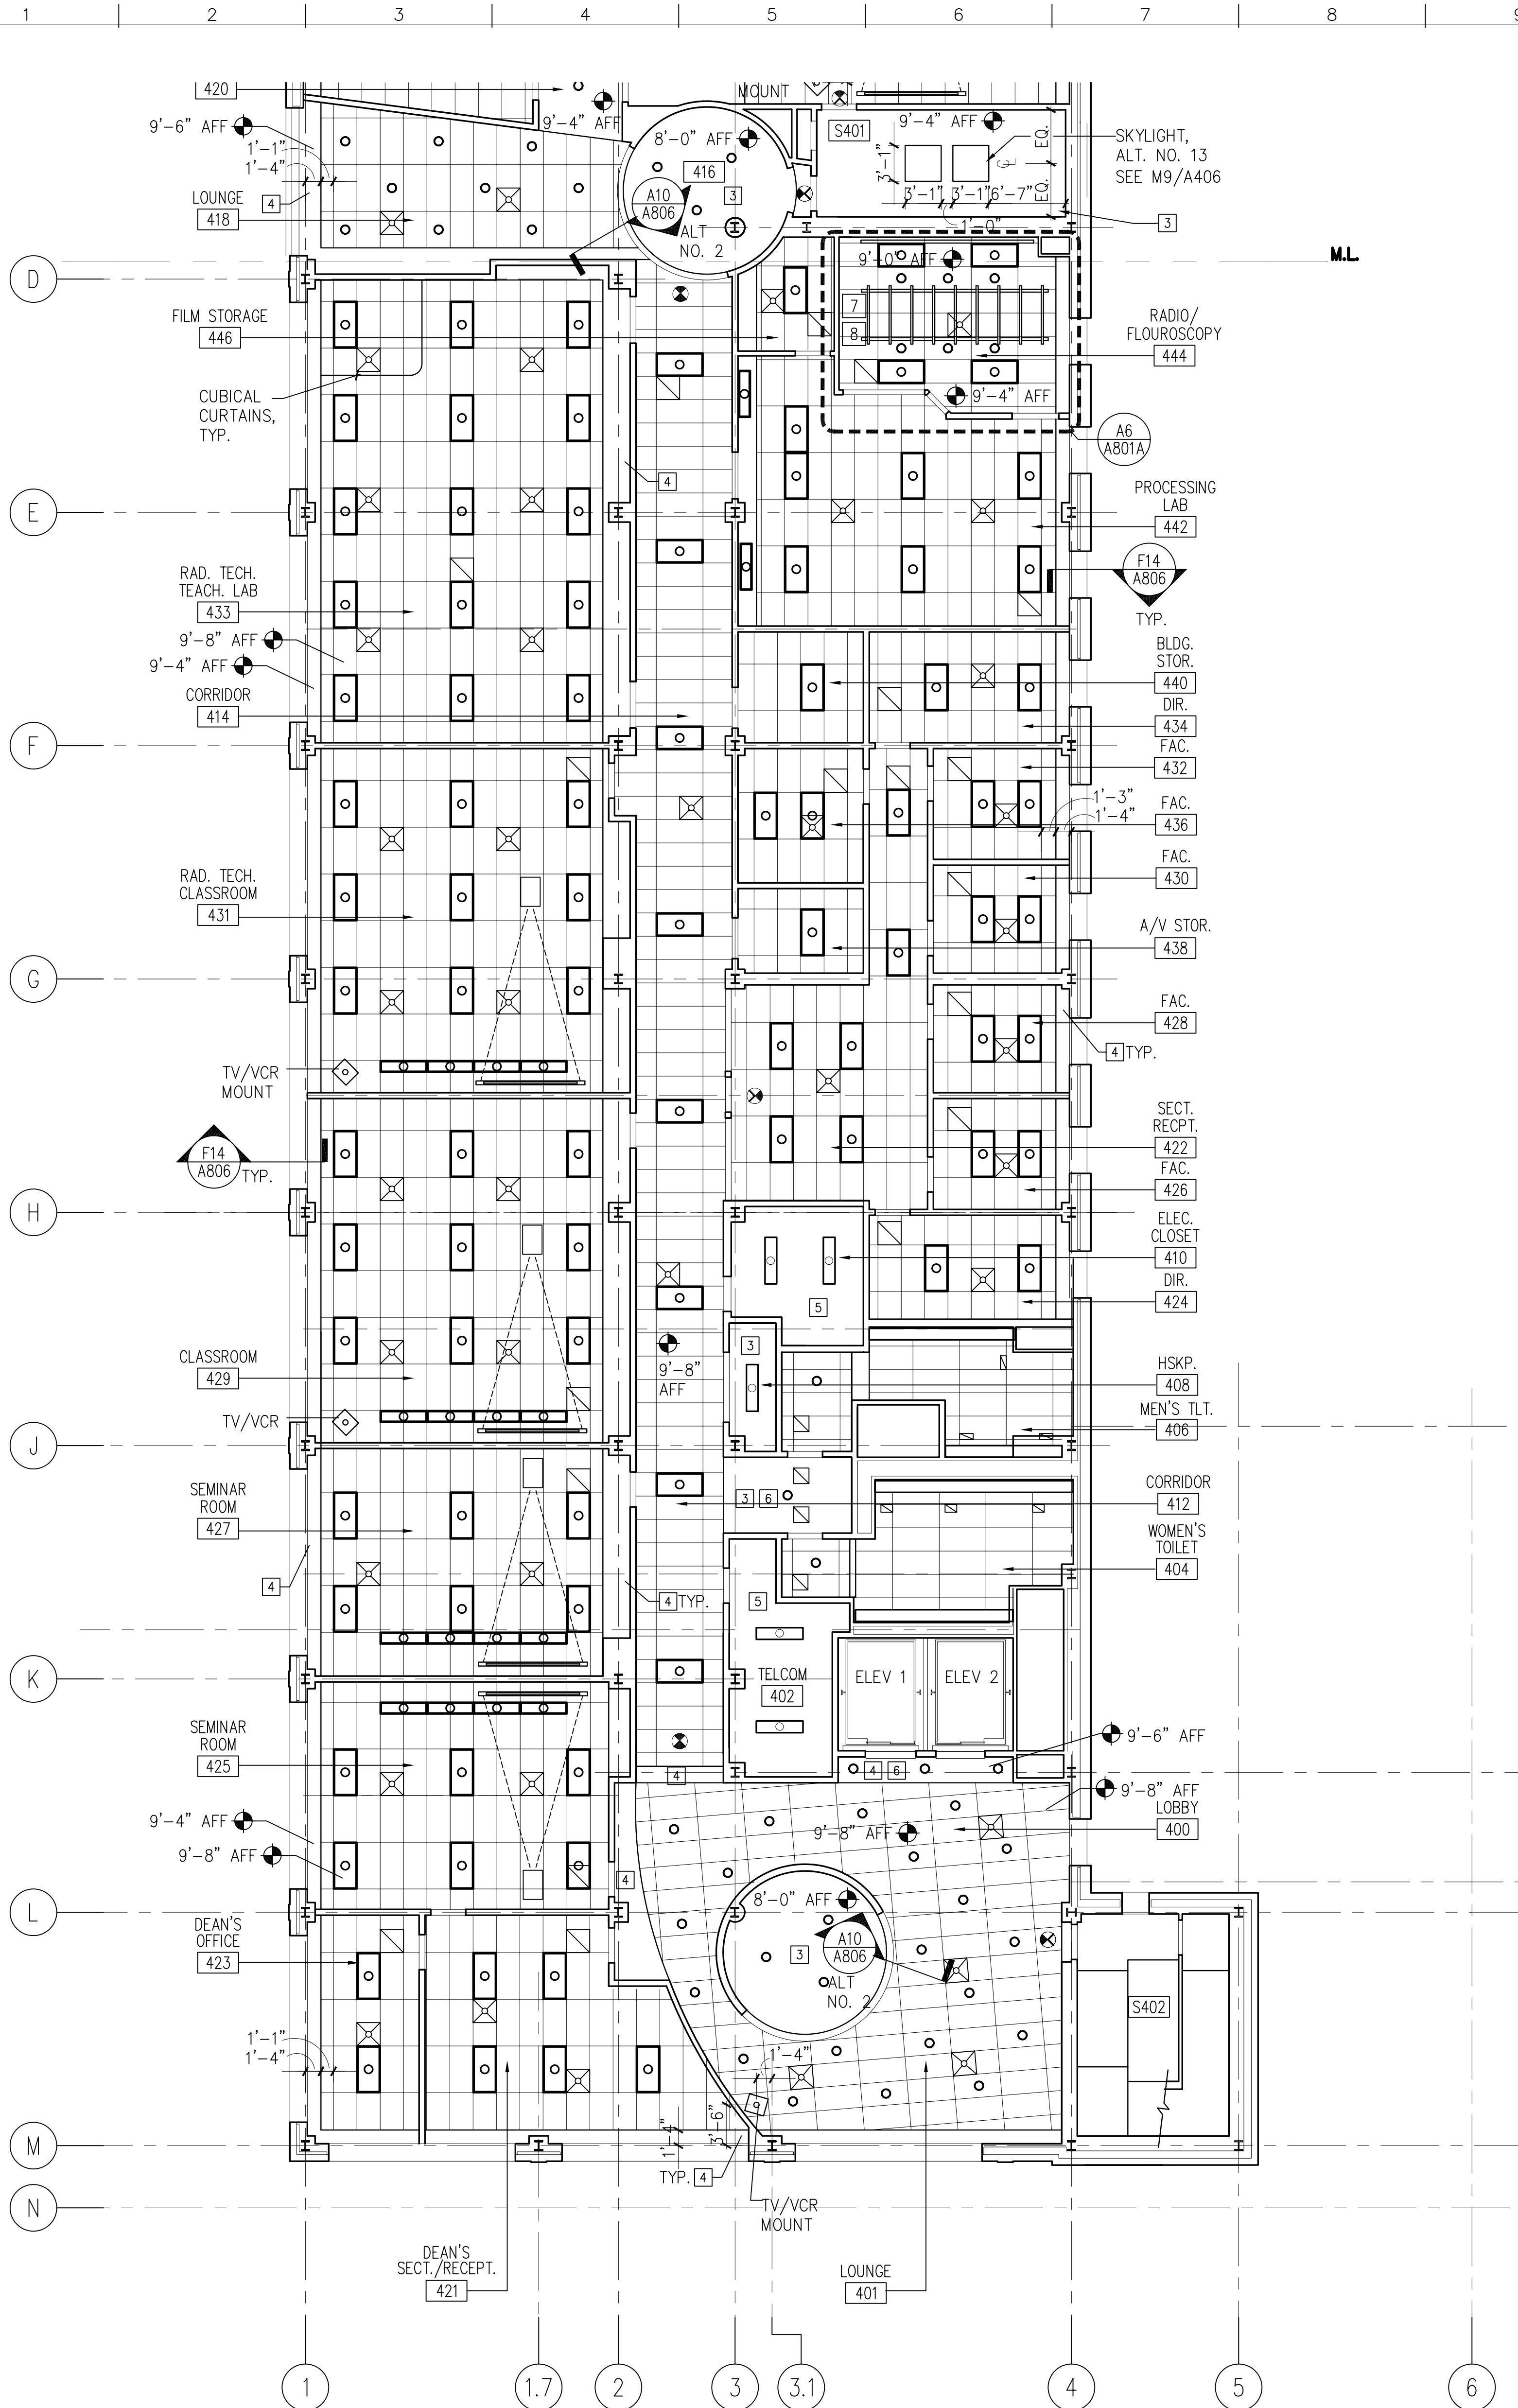 1
2
3
4
5
6
7
8
9
420
MOUNT
9'-6" AFF
9'-4" AFF
8'-0" AFF
S401
9'-4" AFF
EQ.
EQ.
SKYLIGHT,
ALT. NO. 13
SEE M9/A406
1'-1"
1'-4"
416
3'-1"
3'-1"
3'-1"
6'-7"
1'-0"
LOUNGE
418
4
A10
A806
3
3
ALT
NO. 2
M.L.
D
9'-0" AFF
FILM STORAGE
446
7
8
RADIO/
FLOUROSCOPY
444
CUBICAL
CURTAINS,
TYP.
9'-4" AFF
A6
A801A
4
E
PROCESSING
LAB
442
RAD. TECH.
TEACH. LAB
433
F14
A806
TYP.
9'-8" AFF
9'-4" AFF
BLDG.
STOR.
440
CORRIDOR
414
DIR.
434
F
FAC.
432
1'-3"
1'-4"
FAC.
436
FAC.
430
RAD. TECH.
CLASSROOM
431
A/V STOR.
438
G
FAC.
428
4 TYP.
TV/VCR
MOUNT
SECT.
RECPT.
422
F14
A806
TYP.
FAC.
426
H
ELEC.
CLOSET
410
DIR.
424
5
9'-8"
AFF
3
CLASSROOM
429
HSKP.
408
TV/VCR
MEN'S TLT.
406
J
SEMINAR
ROOM
427
3
6
CORRIDOR
412
WOMEN'S
TOILET
404
4
4 TYP.
5
K
TELCOM
402
ELEV 1
ELEV 2
SEMINAR
ROOM
425
9'-6" AFF
4
4
6
9'-8" AFF
LOBBY
400
9'-4" AFF
9'-8" AFF
9'-8" AFF
4
L
8'-0" AFF
DEAN'S
OFFICE
423
3
A10
A806
ALT
NO. 2
S402
1'-1"
1'-4"
1'-4"
M
1'-4"
3'-6"
TYP. 4
N
TV/VCR
MOUNT
DEAN'S
SECT./RECEPT.
421
LOUNGE
401
1
1.7
2
3
3.1
4
5
6